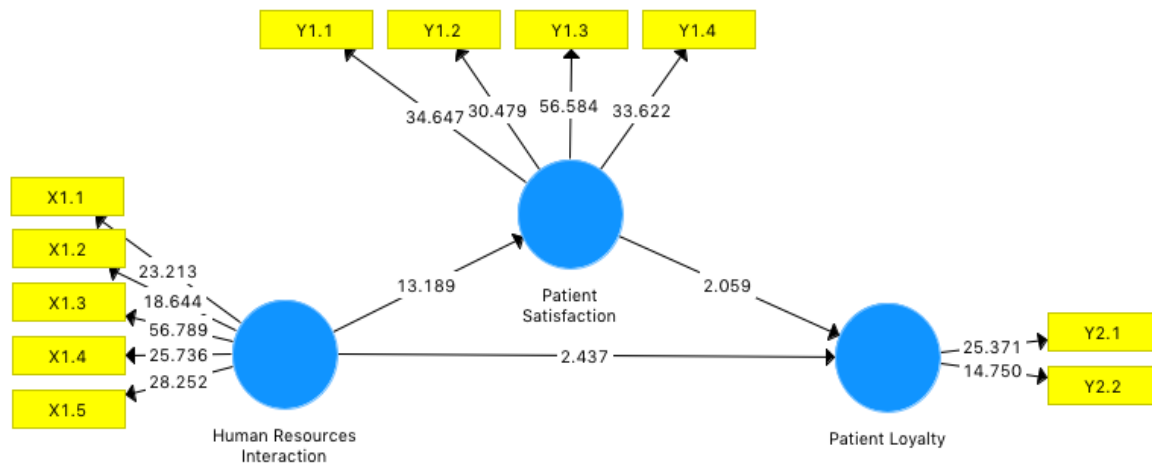 Y1.1
Y1.2
Y1.3
Y1.4
34.647
30.479
56.584
33.622
X1.1
X1.2
X1.3
X1.4
X1.5
23.213
18.644
56.789
25.736
28.252
13.189
Patient
Satisfaction
2.059
2.437
Human Resources
Interaction
Patient Loyalty
25.371
14.750
Y2.1
Y2.2